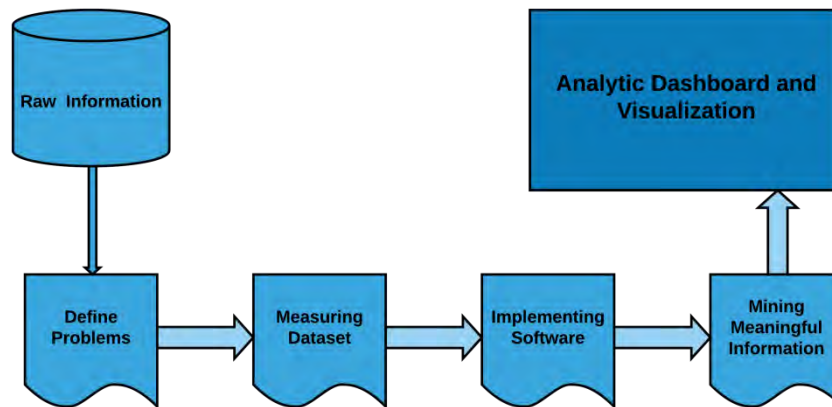 Raw  Information
Analytic Dashboard and
Visualization
Define
Problems
Measuring
Dataset
Implementing
Software
Mining
Meaningful
Information